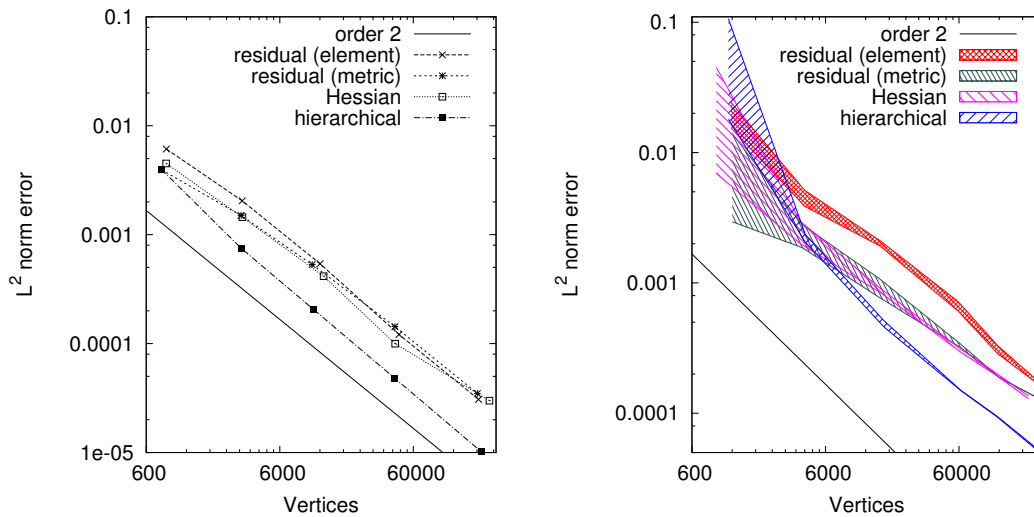 0.1
0.01
0.001
0.0001
1e-05
L² norm error
600
6000
60000
Vertices
order 2
residual (element)
residual (metric)
Hessian
hierarchical
0.1
0.01
0.001
0.0001
L² norm error
600
6000
60000
Vertices
order 2
residual (element)
residual (metric)
Hessian
hierarchical